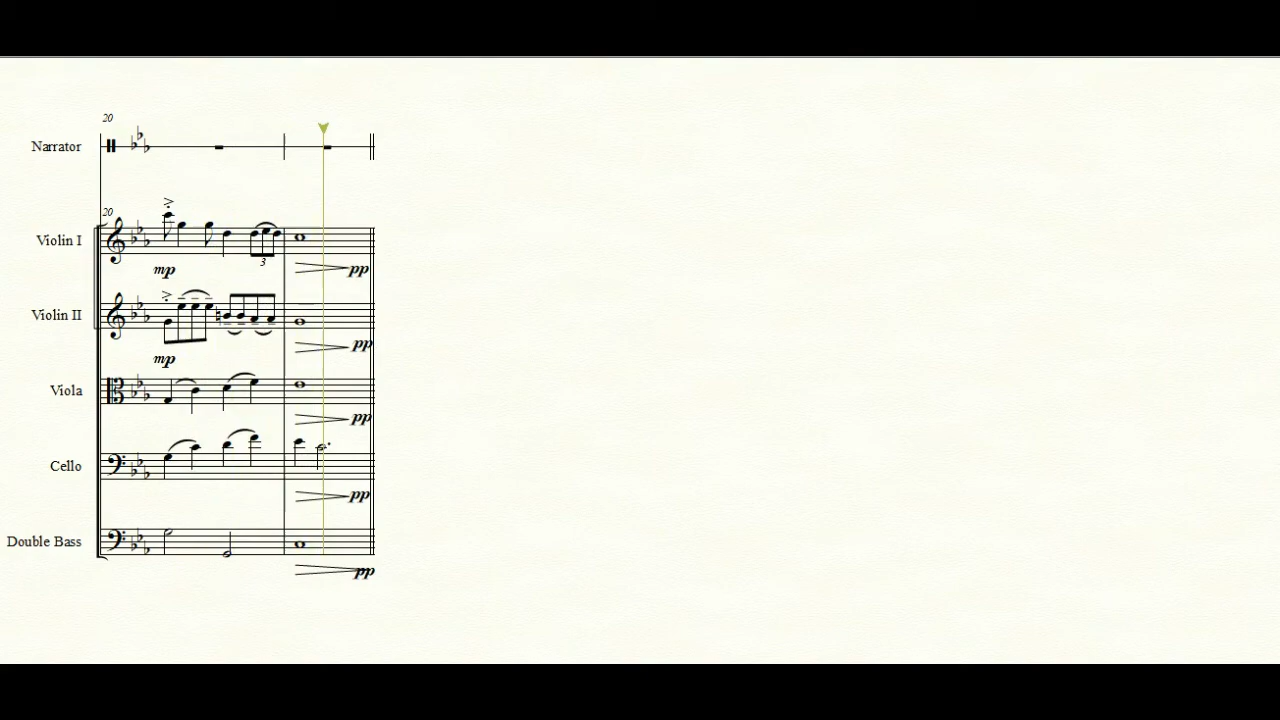 20
Narrator
20
Violin I
3
mp
pp
Violin II
mp
pp
Viola
pp
Cello
pp
Double Bass
pp